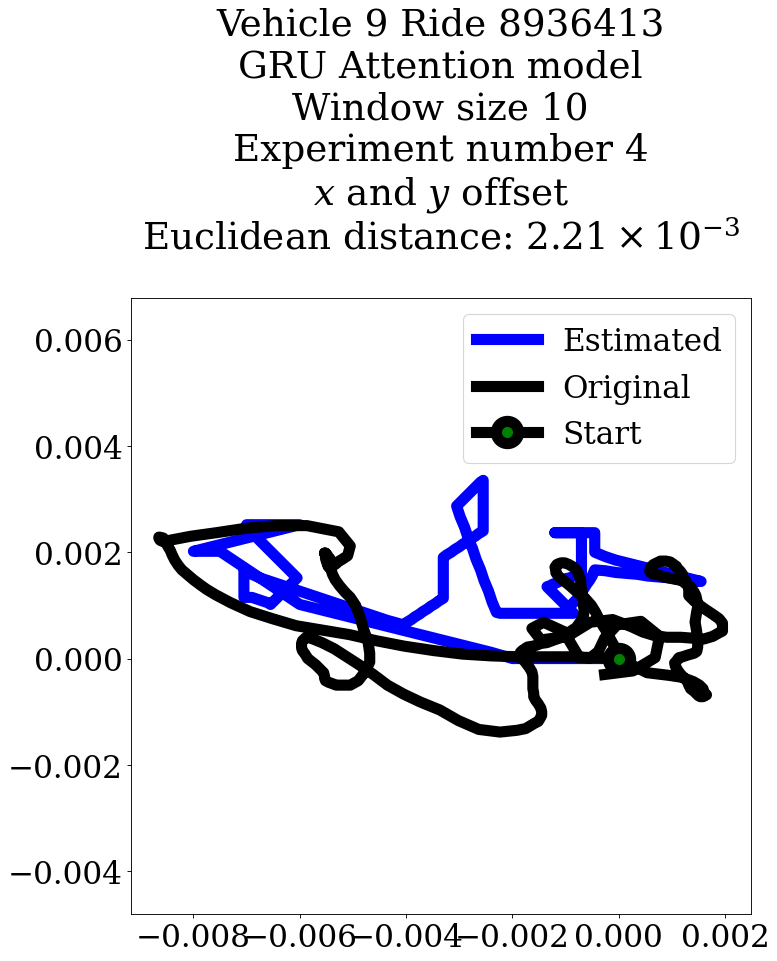 Vehicle 9 Ride 8936413
GRU Attention model
Window size 10
Experiment number 4
x and y offset
Euclidean distance: 2.21 × 10⁻³
Estimated
Original
Start
0.006
0.004
0.002
0.000
−0.002
−0.004
−0.008 −0.006 −0.004 −0.002 0.000 0.002